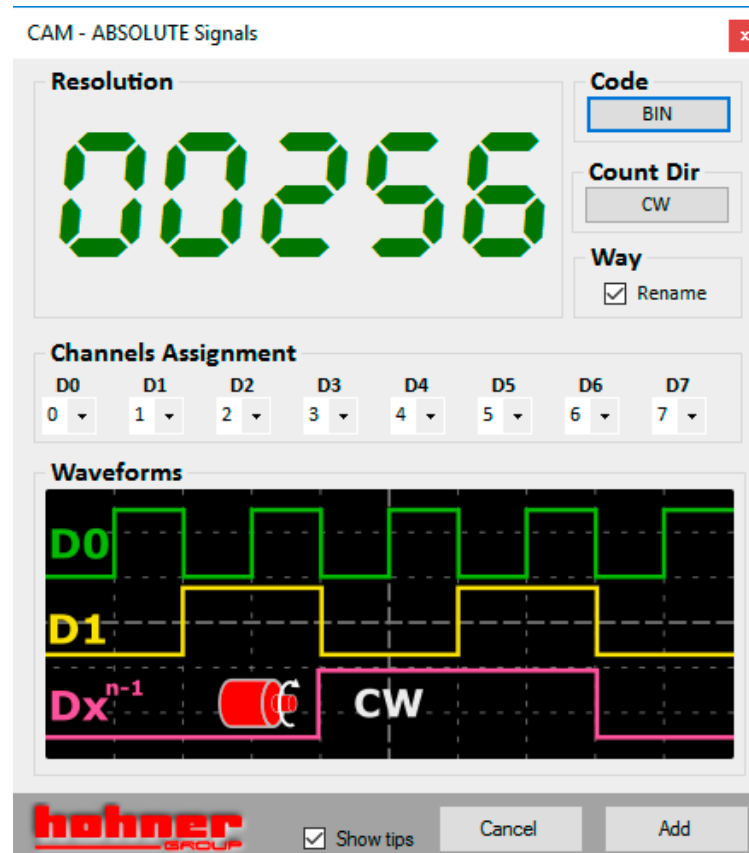 CAM - ABSOLUTE Signals
x
Resolution
00256
Code
BIN
Count Dir
CW
Way
Rename
Channels Assignment
D0 D1 D2 D3 D4 D5 D6 D7
0 1 2 3 4 5 6 7
Waveforms
D0
D1
Dx n-1
CW
hohner
GROUP
Show tips
Cancel
Add